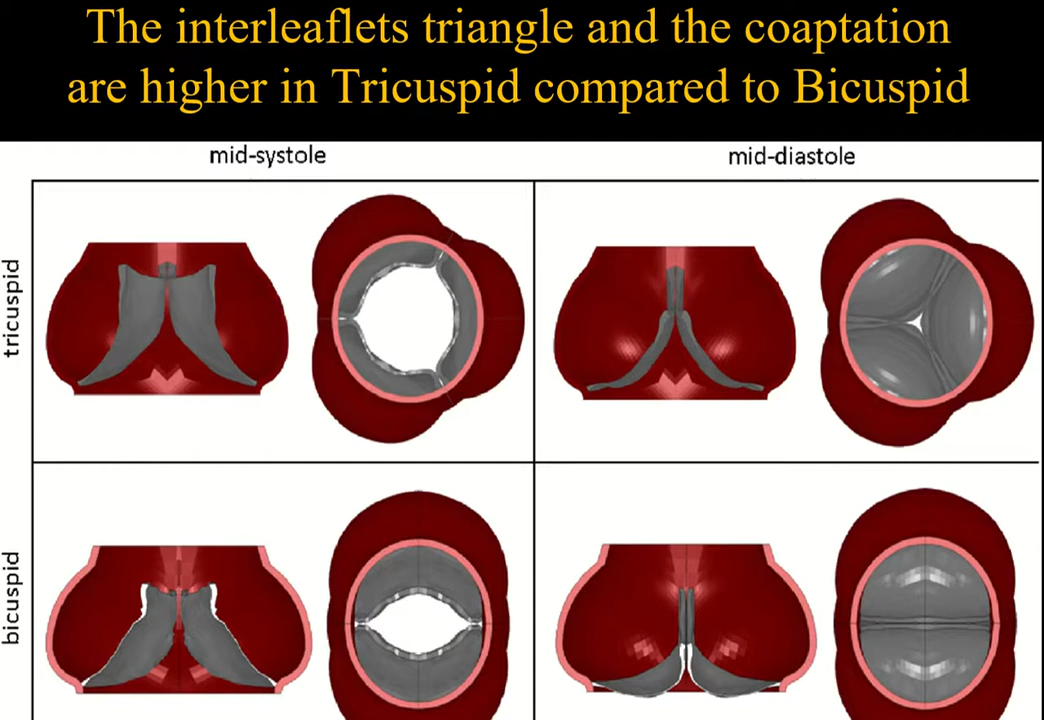 The interleaflets triangle and the coaptation
are higher in Tricuspid compared to Bicuspid
mid-systole
mid-diastole
tricuspid
bicuspid